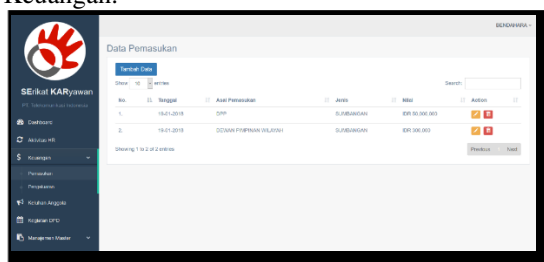 Keuangan.
BENDAHARA
Data Pemasukan
Tambah Data
Show 10 entries
Search:
No. Tanggal Asal Pemasukan Jenis Nilai Action
1. 19-01-2019 DPP SUMBANGAN IDR 50.000.000
2. 19-01-2019 DEWAN PIMPINAN WILAYAH SUMBANGAN IDR 300.000
Showing 1 to 2 of 2 entries
Previous Next
SErikat KARyawan
Dashboard
Aktivitas HR
Keuangan
Pemasukan
Pengeluaran
Keluhan Anggota
Kegiatan DPD
Manajemen Master